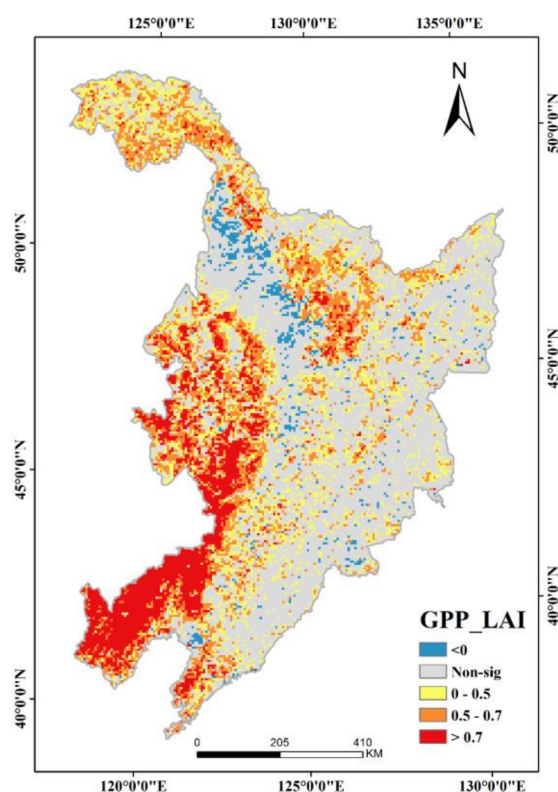 125°0'0"E 130°0'0"E 135°0'0"E
N
50°0'0"N
50°0'0"N
45°0'0"N
45°0'0"N
40°0'0"N
40°0'0"N
GPP_LAI
<0
Non-sig
0 - 0.5
0.5 - 0.7
> 0.7
0 205 410
KM
120°0'0"E 125°0'0"E 130°0'0"E